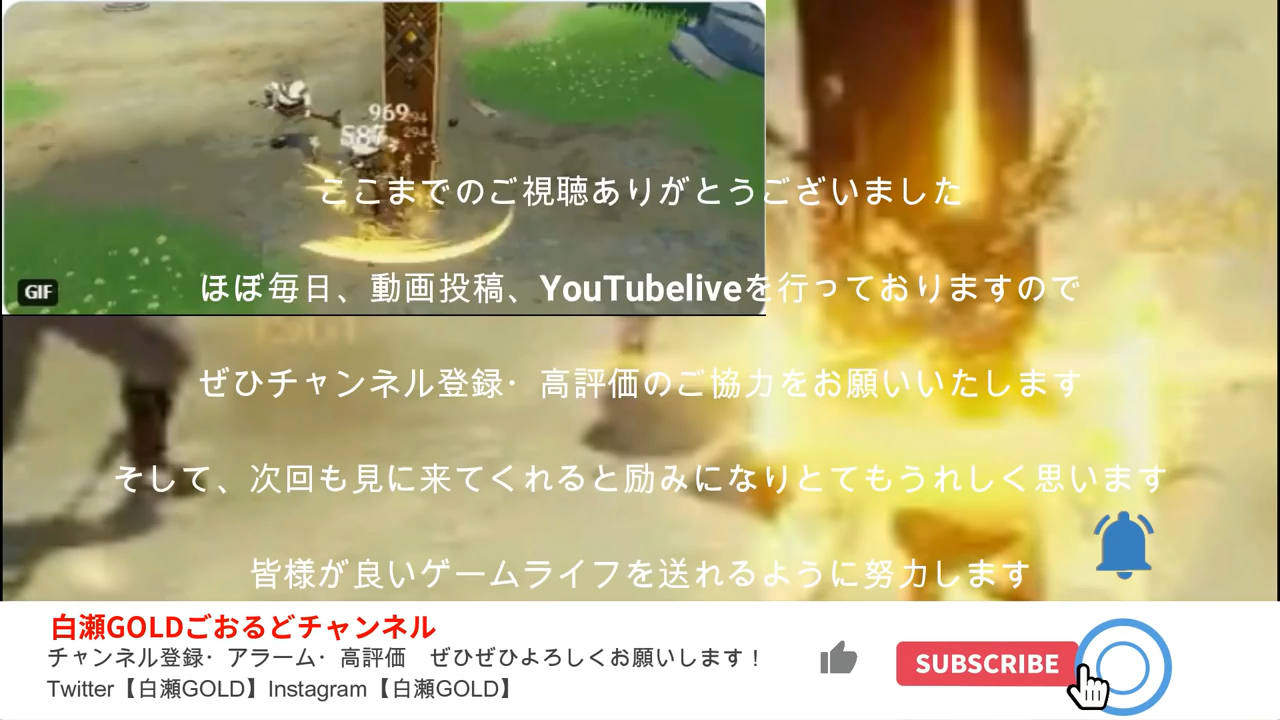 969
294
587
294
ここまでのご視聴ありがとうございました
GIF
ほぼ毎日、動画投稿、YouTubeliveを行っておりますので
ぜひチャンネル登録·高評価のご協力をお願いいたします
そして、次回も見に来てくれると励みになりとてもうれしく思います
皆様が良いゲームライフを送れるように努力します
白瀬GOLDごおるどチャンネル
チャンネル登録·アラーム·高評価　ぜひぜひよろしくお願いします！
Twitter【白瀬GOLD】Instagram【白瀬GOLD】
SUBSCRIBE